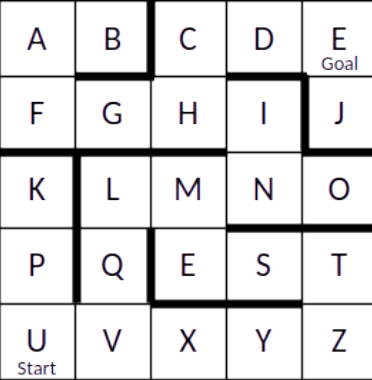 A B C D E
Goal
F G H I J
K L M N O
P Q E S T
U V X Y Z
Start